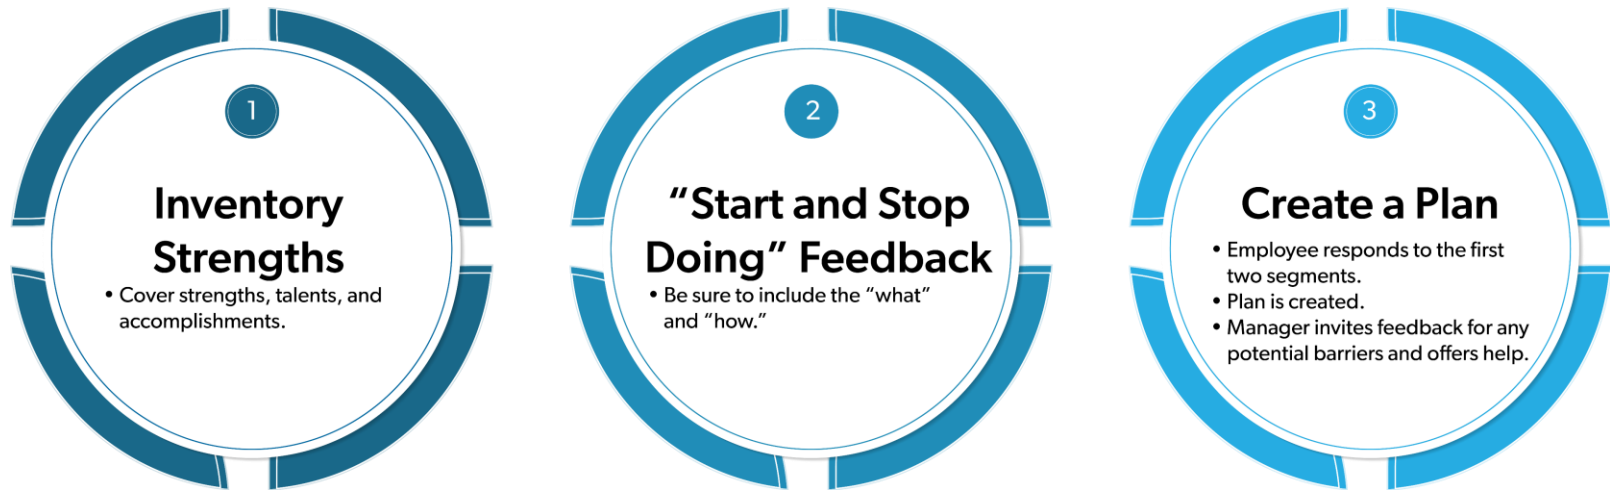 1
Inventory
Strengths
• Cover strengths, talents, and
accomplishments.
2
“Start and Stop
Doing” Feedback
• Be sure to include the “what”
and “how.”
3
Create a Plan
• Employee responds to the first
two segments.
• Plan is created.
• Manager invites feedback for any
potential barriers and offers help.